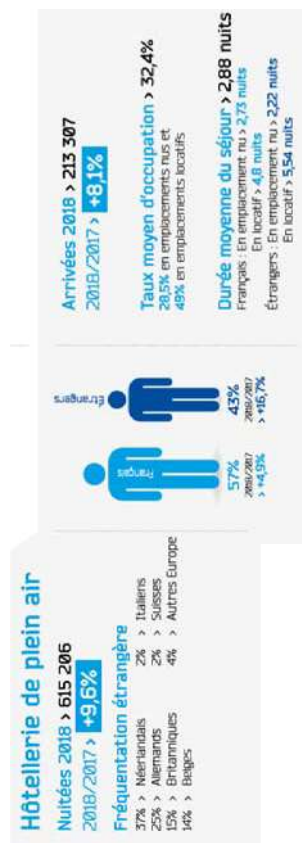 Hôtellerie de plein air
Nuitées 2018 > 615 206
2018/2017 > +9,6%
Fréquentation étrangère
37% > Néerlandais
25% > Allemands
15% > Britanniques
14% > Belges
2% > Italiens
2% > Suisses
4% > Autres Europe
Français
57%
2018/2017
> +4,9%
Étrangers
43%
2018/2017
> +16,7%
Arrivées 2018 > 213 307
2018/2017 > +8,1%
Taux moyen d'occupation > 32,4%
28,5% en emplacements nus et
49% en emplacements locatifs
Durée moyenne du séjour > 2,88 nuits
Français : En emplacement nu > 2,73 nuits
En locatif > 4,8 nuits
Étrangers : En emplacement nu > 2,22 nuits
En locatif > 5,54 nuits